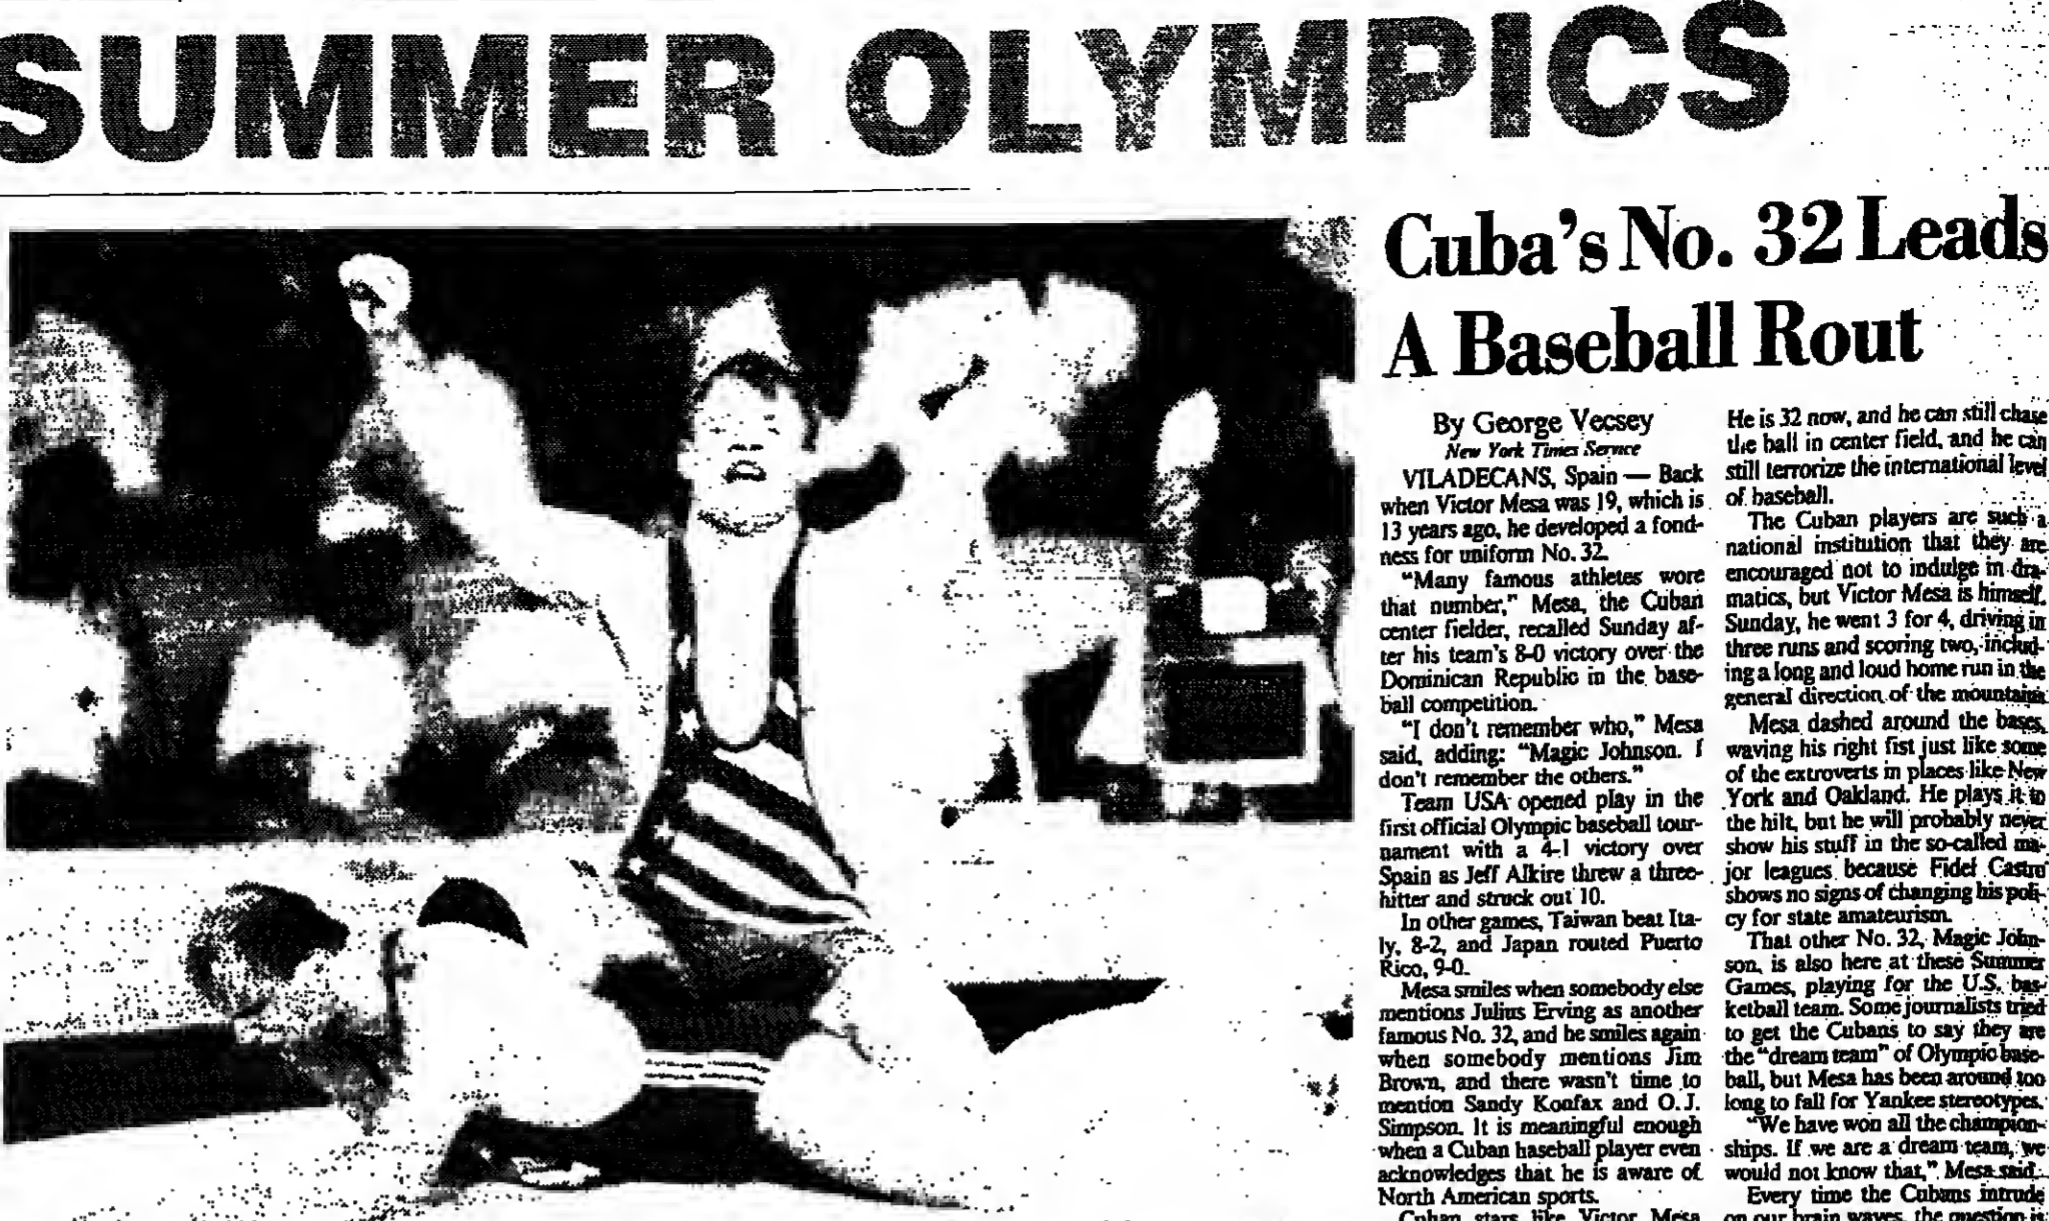 SUMMER OLYMPICS
Cuba's No. 32 Leads
A Baseball Rout
By George Vecsey
New York Times Service
VILADECANS, Spain — Back
when Victor Mesa was 19, which is
13 years ago, he developed a fond-
ness for uniform No. 32.
"Many famous athletes wore
that number," Mesa, the Cuban
center fielder, recalled Sunday af-
ter his team's 8-0 victory over the
Dominican Republic in the base-
ball competition.
"I don't remember who," Mesa
said, adding: "Magic Johnson. I
don't remember the others."
Team USA opened play in the
first official Olympic baseball tour-
nament with a 4-1 victory over
Spain as Jeff Alkire threw a three-
hitter and struck out 10.
In other games, Taiwan beat Ita-
ly, 8-2, and Japan routed Puerto
Rico, 9-0.
Mesa smiles when somebody else
mentions Julius Erving as another
famous No. 32, and he smiles again
when somebody mentions Jim
Brown, and there wasn't time to
mention Sandy Koufax and O.J.
Simpson. It is meaningful enough
when a Cuban baseball player even
acknowledges that he is aware of
North American sports.
Cuban stars like Victor Mesa
He is 32 now, and he can still chase
the ball in center field, and he can
still terrorize the international level
of baseball.
The Cuban players are such a
national institution that they are
encouraged not to indulge in dra-
matics, but Victor Mesa is himself.
Sunday, he went 3 for 4, driving in
three runs and scoring two, includ-
ing a long and loud home run in the
general direction of the mountains.
Mesa dashed around the bases,
waving his right fist just like some
of the extroverts in places like New
York and Oakland. He plays it to
the hilt, but he will probably never
show his stuff in the so-called ma-
jor leagues because Fidel Castro
shows no signs of changing his poli-
cy for state amateurism.
That other No. 32, Magic John-
son, is also here at these Summer
Games, playing for the U.S. bas-
ketball team. Some journalists tried
to get the Cubans to say they are
the "dream team" of Olympic base-
ball, but Mesa has been around too
long to fall for Yankee stereotypes.
"We have won all the champion-
ships. If we are a dream team, we
would not know that," Mesa said.
Every time the Cubans intrude
on our brain waves, the question is: